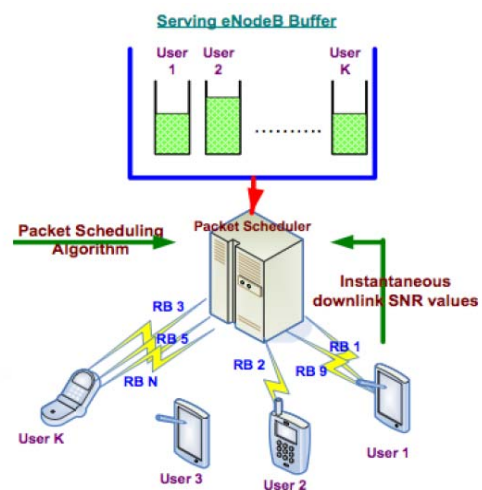 Serving eNodeB Buffer
User 1
User 2
User K
Packet Scheduling
Algorithm
Packet Scheduler
Instantaneous
downlink SNR values
RB 3
RB 5
RB N
RB 2
RB 9
RB 1
User K
User 3
User 2
User 1